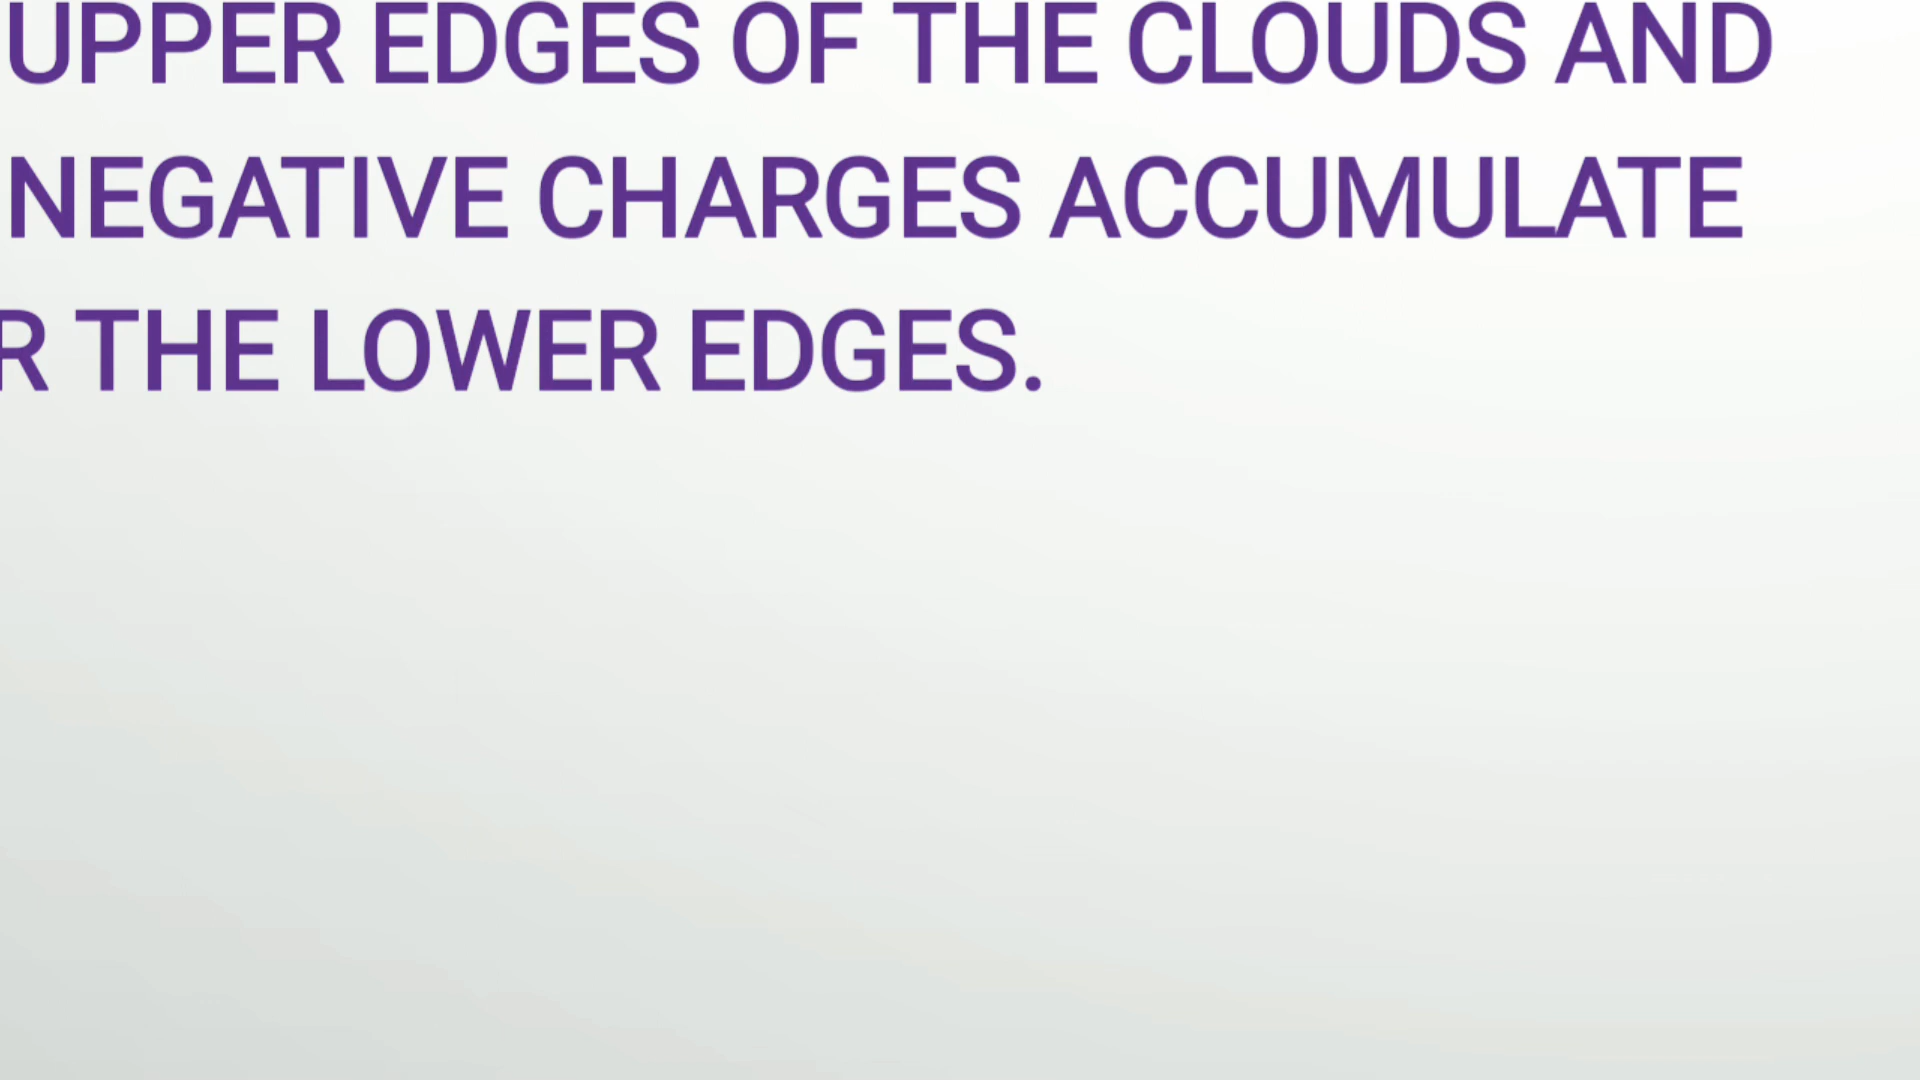 UPPER EDGES OF THE CLOUDS AND
NEGATIVE CHARGES ACCUMULATE
R THE LOWER EDGES.